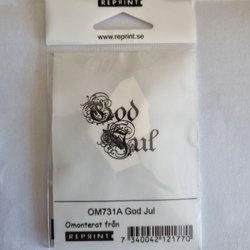 REPRINT
www.reprint.se
God
Jul
OM731A God Jul
Omonterat från
REPRINT
7 340042 121770